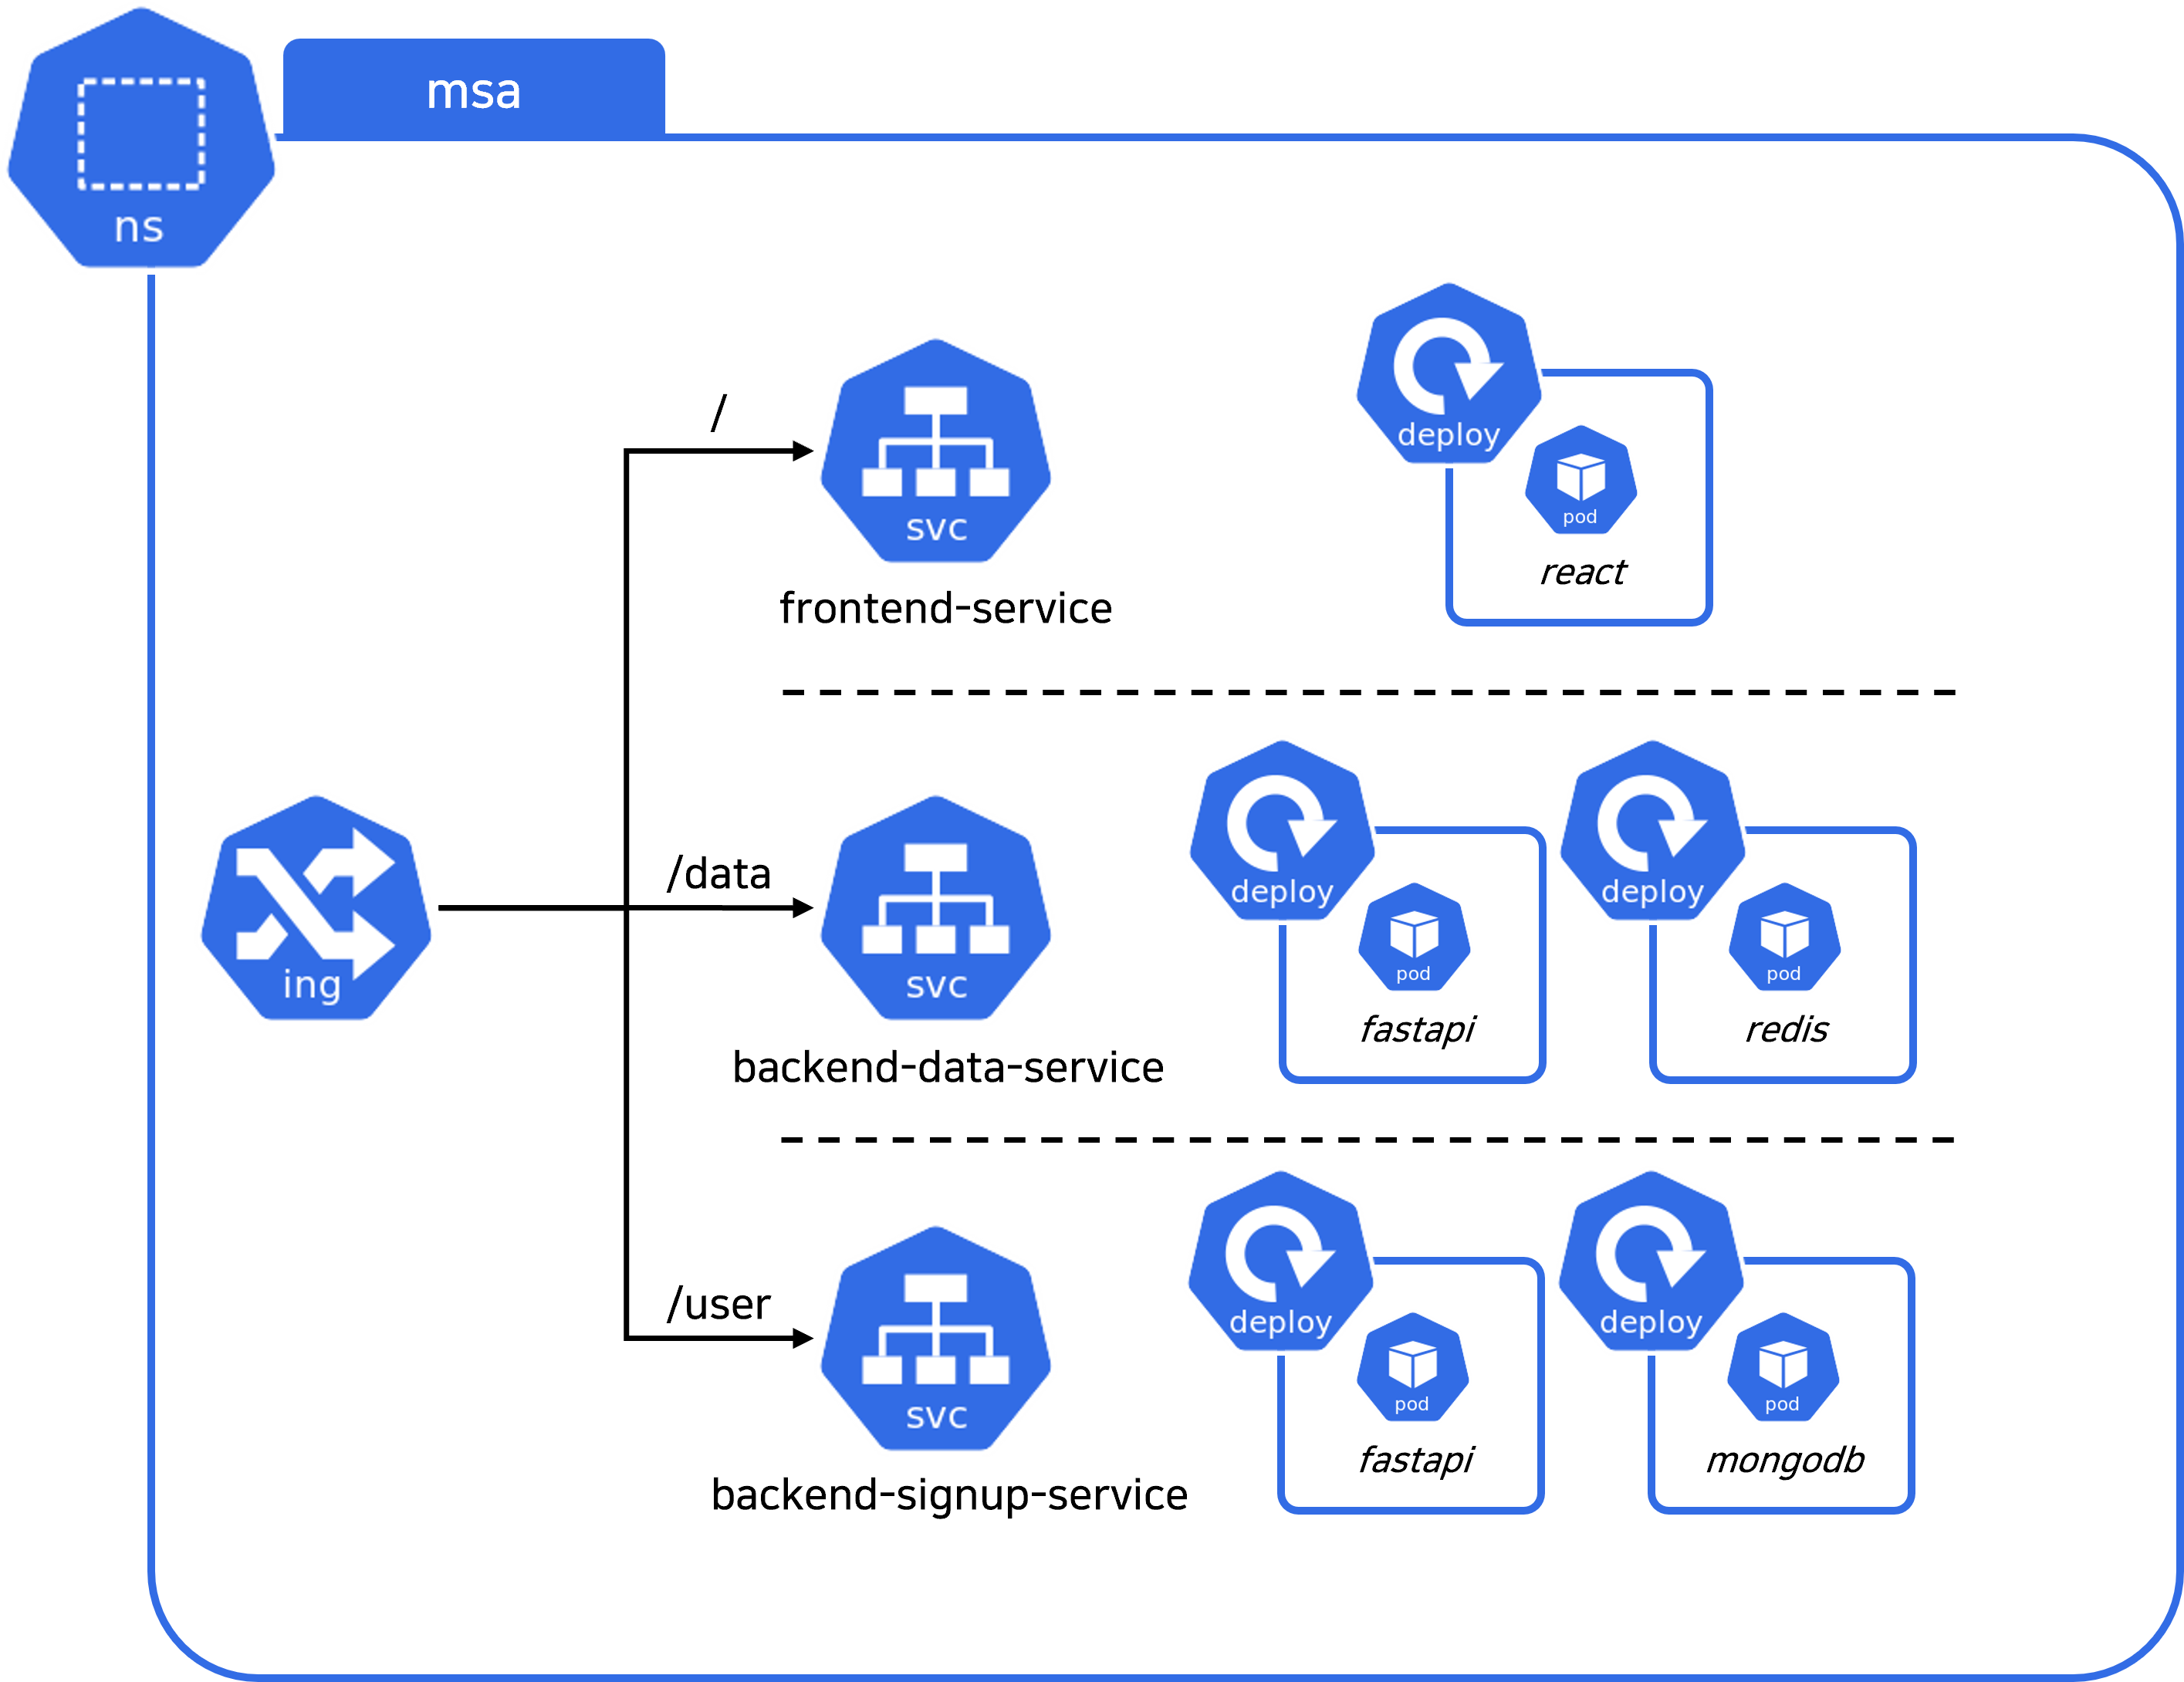 msa
ns
/
svc
frontend-service
deploy
pod
react
ing
/data
svc
backend-data-service
deploy
pod
fastapi
deploy
pod
redis
/user
svc
backend-signup-service
deploy
pod
fastapi
deploy
pod
mongodb